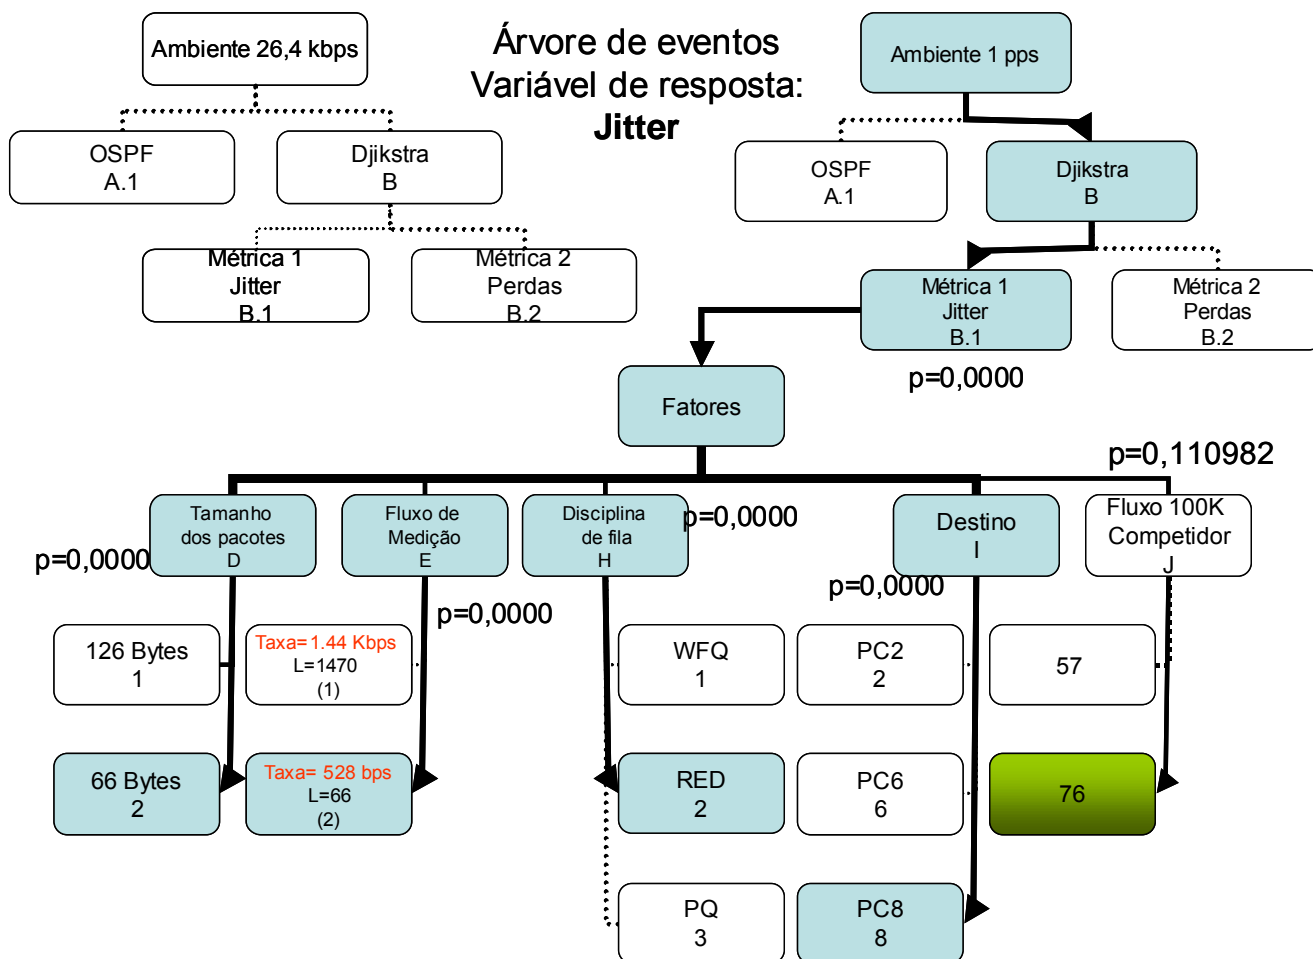 Árvore de eventos
Variável de resposta:
Jitter
Ambiente 26,4 kbps
OSPF
A.1
Djikstra
B
Métrica 1
Jitter
B.1
Métrica 2
Perdas
B.2
Ambiente 1 pps
OSPF
A.1
Djikstra
B
Métrica 1
Jitter
B.1
Métrica 2
Perdas
B.2
p=0,0000
Fatores
p=0,110982
Tamanho
dos pacotes
D
p=0,0000
Fluxo de
Medição
E
p=0,0000
Disciplina
de fila
H
p=0,0000
Destino
I
p=0,0000
Fluxo 100K
Competidor
J
126 Bytes
1
Taxa=1.44 Kbps
L=1470
(1)
WFQ
1
PC2
2
57
66 Bytes
2
Taxa= 528 bps
L=66
(2)
RED
2
PC6
6
76
PQ
3
PC8
8